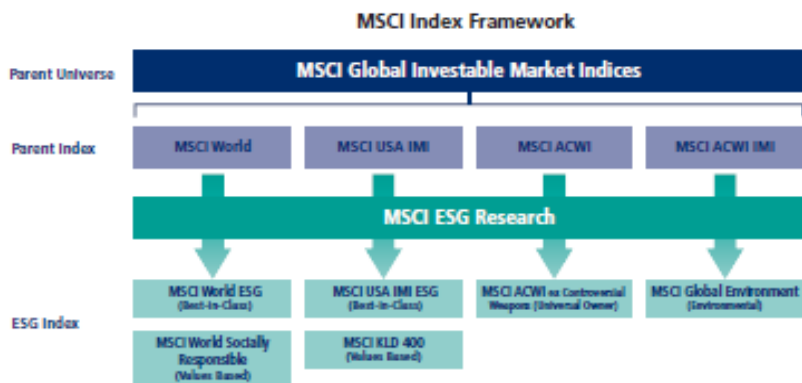 MSCI Index Framework
Parent Universe
MSCI Global Investable Market Indices
Parent Index
MSCI World
MSCI USA IMI
MSCI ACWI
MSCI ACWI IMI
MSCI ESG Research
ESG Index
MSCI World ESG
(Best-in-Class)
MSCI USA IMI ESG
(Best-in-Class)
MSCI ACWI ex Controversial
Weapons (Universal Owner)
MSCI Global Environment
(Environmental)
MSCI World Socially
Responsible
(Values Based)
MSCI KLD 400
(Values Based)